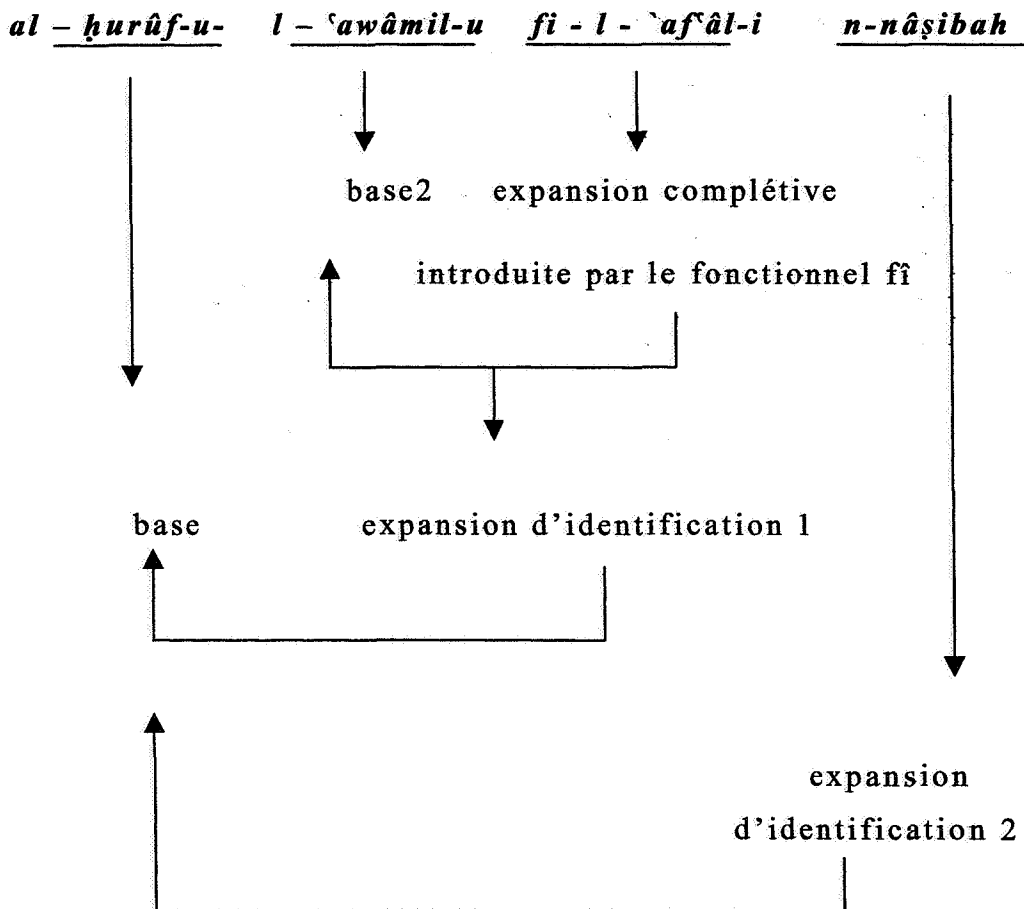 al – ḥurûf-u- l – ʿawâmil-u fi - l - `afʿâl-i n-nâṣibah
base2 expansion complétive
introduite par le fonctionnel fî
base expansion d’identification 1
expansion
d’identification 2